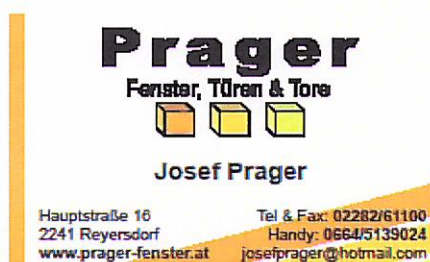 Prager
Fenster, Türen & Tore
Josef Prager
Hauptstraße 16
2241 Reyersdorf
www.prager-fenster.at
Tel & Fax: 02282/61100
Handy: 0664/5139024
josefprager@hotmail.com